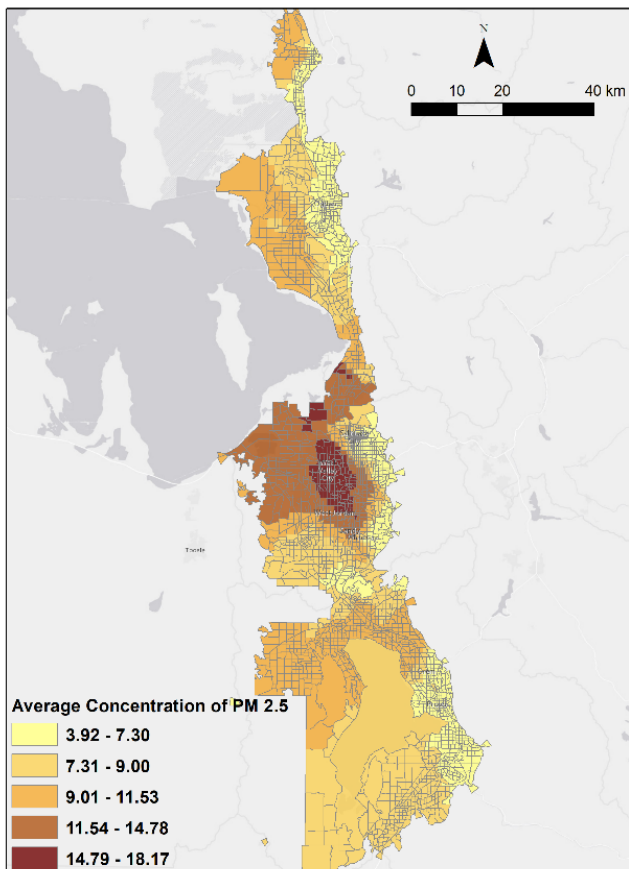 N
0 10 20 40 km
Tooele
Average Concentration of PM 2.5
3.92 - 7.30
7.31 - 9.00
9.01 - 11.53
11.54 - 14.78
14.79 - 18.17